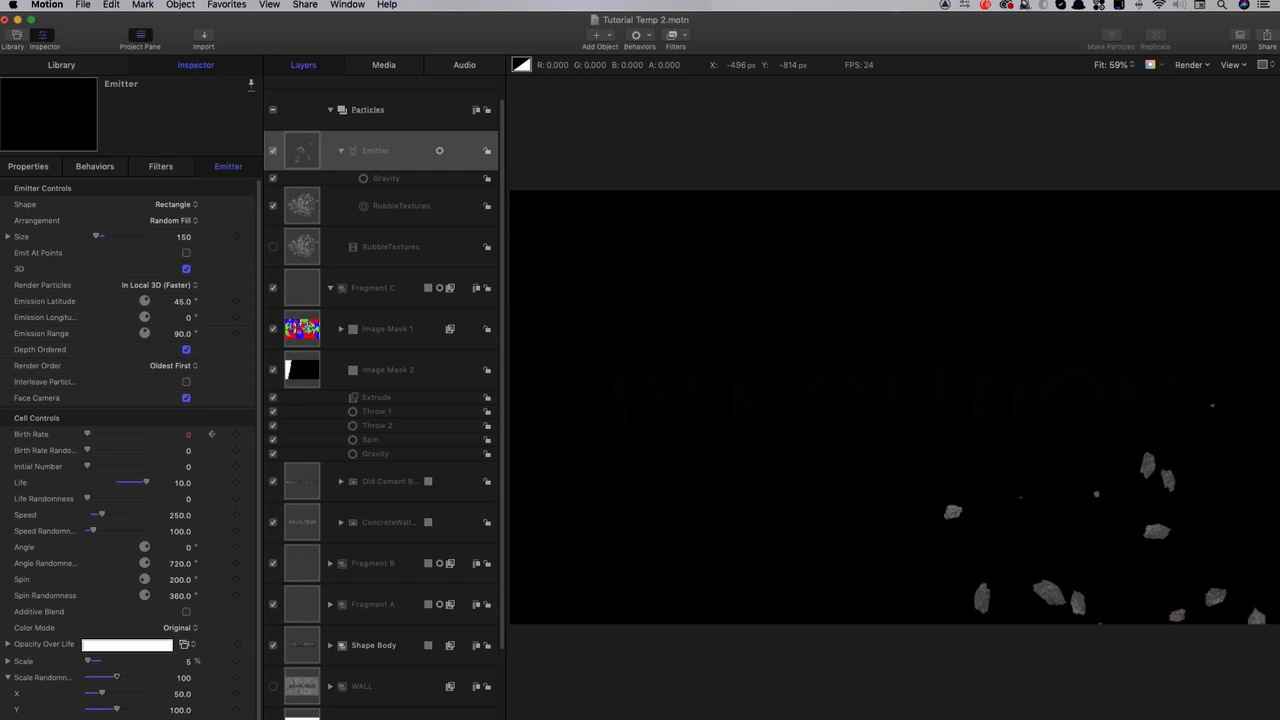 Motion File Edit Mark Object Favorites View Share Window Help
Tutorial Temp 2.motn
Library Inspector Project Pane Import Add Object Behaviors Filters Make Particles Replicate HUD Share
Library Inspector Layers Media Audio R: 0.000 G: 0.000 B: 0.000 A: 0.000 X: -496 px Y: -814 px FPS: 24 Fit: 59% Render View
Emitter
Properties Behaviors Filters Emitter
Emitter Controls
Shape Rectangle
Arrangement Random Fill
Size 150
Emit At Points
3D
Render Particles In Local 3D (Faster)
Emission Latitude 45.0 °
Emission Longitu... 0 °
Emission Range 90.0 °
Depth Ordered
Render Order Oldest First
Interleave Particl...
Face Camera
Cell Controls
Birth Rate 0
Birth Rate Rando... 0
Initial Number 0
Life 10.0
Life Randomness 0
Speed 250.0
Speed Randomn... 100.0
Angle 0 °
Angle Randomne... 720.0 °
Spin 200.0 °
Spin Randomness 360.0 °
Additive Blend
Color Mode Original
Opacity Over Life
Scale 5 %
Scale Randomn... 100
X 50.0
Y 100.0
Particles
Emitter
Gravity
RubbleTextures
RubbleTextures
Fragment C
Image Mask 1
Image Mask 2
Extrude
Throw 1
Throw 2
Spin
Gravity
Old Cement B...
ConcreteWall...
Fragment B
Fragment A
Shape Body
WALL
DEMOLITION